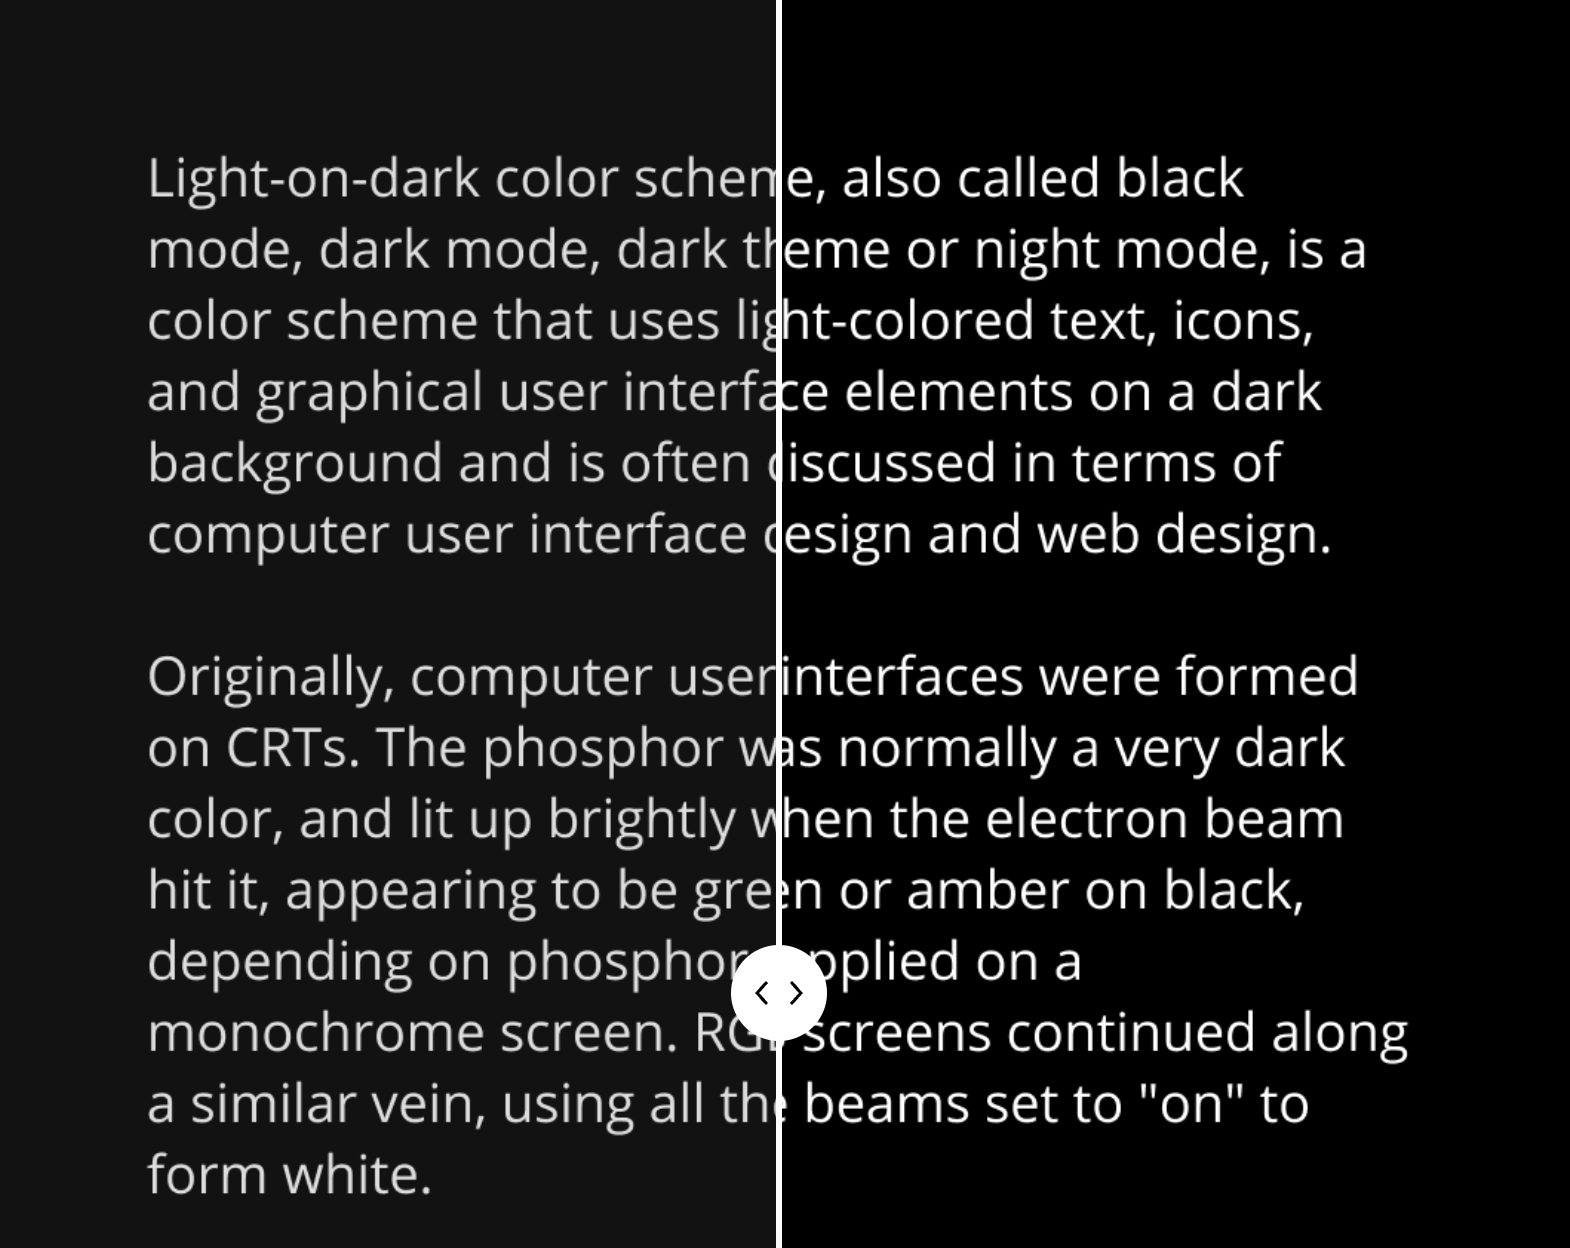 Light-on-dark color scheme, also called black
mode, dark mode, dark theme or night mode, is a
color scheme that uses light-colored text, icons,
and graphical user interface elements on a dark
background and is often discussed in terms of
computer user interface design and web design.
Originally, computer user interfaces were formed
on CRTs. The phosphor was normally a very dark
color, and lit up brightly when the electron beam
hit it, appearing to be green or amber on black,
depending on phosphor applied on a
monochrome screen. RGB screens continued along
a similar vein, using all the beams set to "on" to
form white.